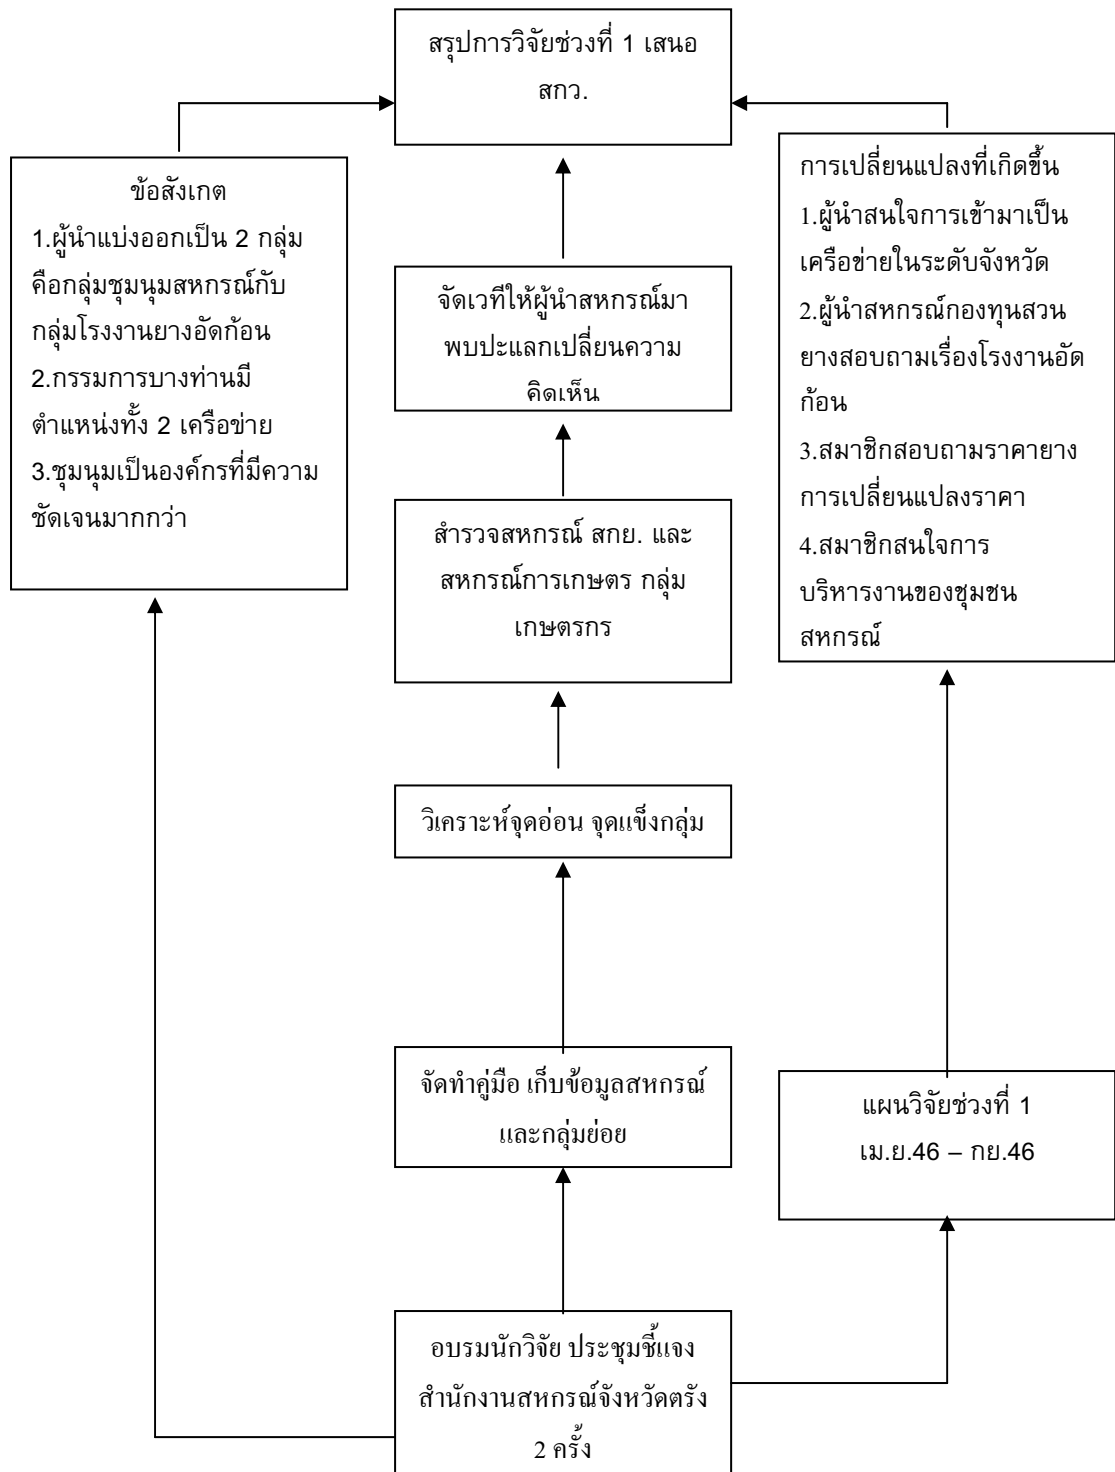 สรุปการวิจัยช่วงที่ 1 เสนอ
สกว.
ข้อสังเกต
1.ผู้นำแบ่งออกเป็น 2 กลุ่ม
คือกลุ่มชุมนุมสหกรณ์กับ
กลุ่มโรงงานยางอัดก้อน
2.กรรมการบางท่านมี
ตำแหน่งทั้ง 2 เครือข่าย
3.ชุมนุมเป็นองค์กรที่มีความ
ชัดเจนมากกว่า
การเปลี่ยนแปลงที่เกิดขึ้น
1.ผู้นำสนใจการเข้ามาเป็น
เครือข่ายในระดับจังหวัด
2.ผู้นำสหกรณ์กองทุนสวน
ยางสอบถามเรื่องโรงงานอัด
ก้อน
3.สมาชิกสอบถามราคายาง
การเปลี่ยนแปลงราคา
4.สมาชิกสนใจการ
บริหารงานของชุมชน
สหกรณ์
จัดเวทีให้ผู้นำสหกรณ์มา
พบปะแลกเปลี่ยนความ
คิดเห็น
สำรวจสหกรณ์ สกย. และ
สหกรณ์การเกษตร กลุ่ม
เกษตรกร
วิเคราะห์จุดอ่อน จุดแข็งกลุ่ม
จัดทำคู่มือ เก็บข้อมูลสหกรณ์
และกลุ่มย่อย
แผนวิจัยช่วงที่ 1
เม.ย.46 – กย.46
อบรมนักวิจัย ประชุมชี้แจง
สำนักงานสหกรณ์จังหวัดตรัง
2 ครั้ง